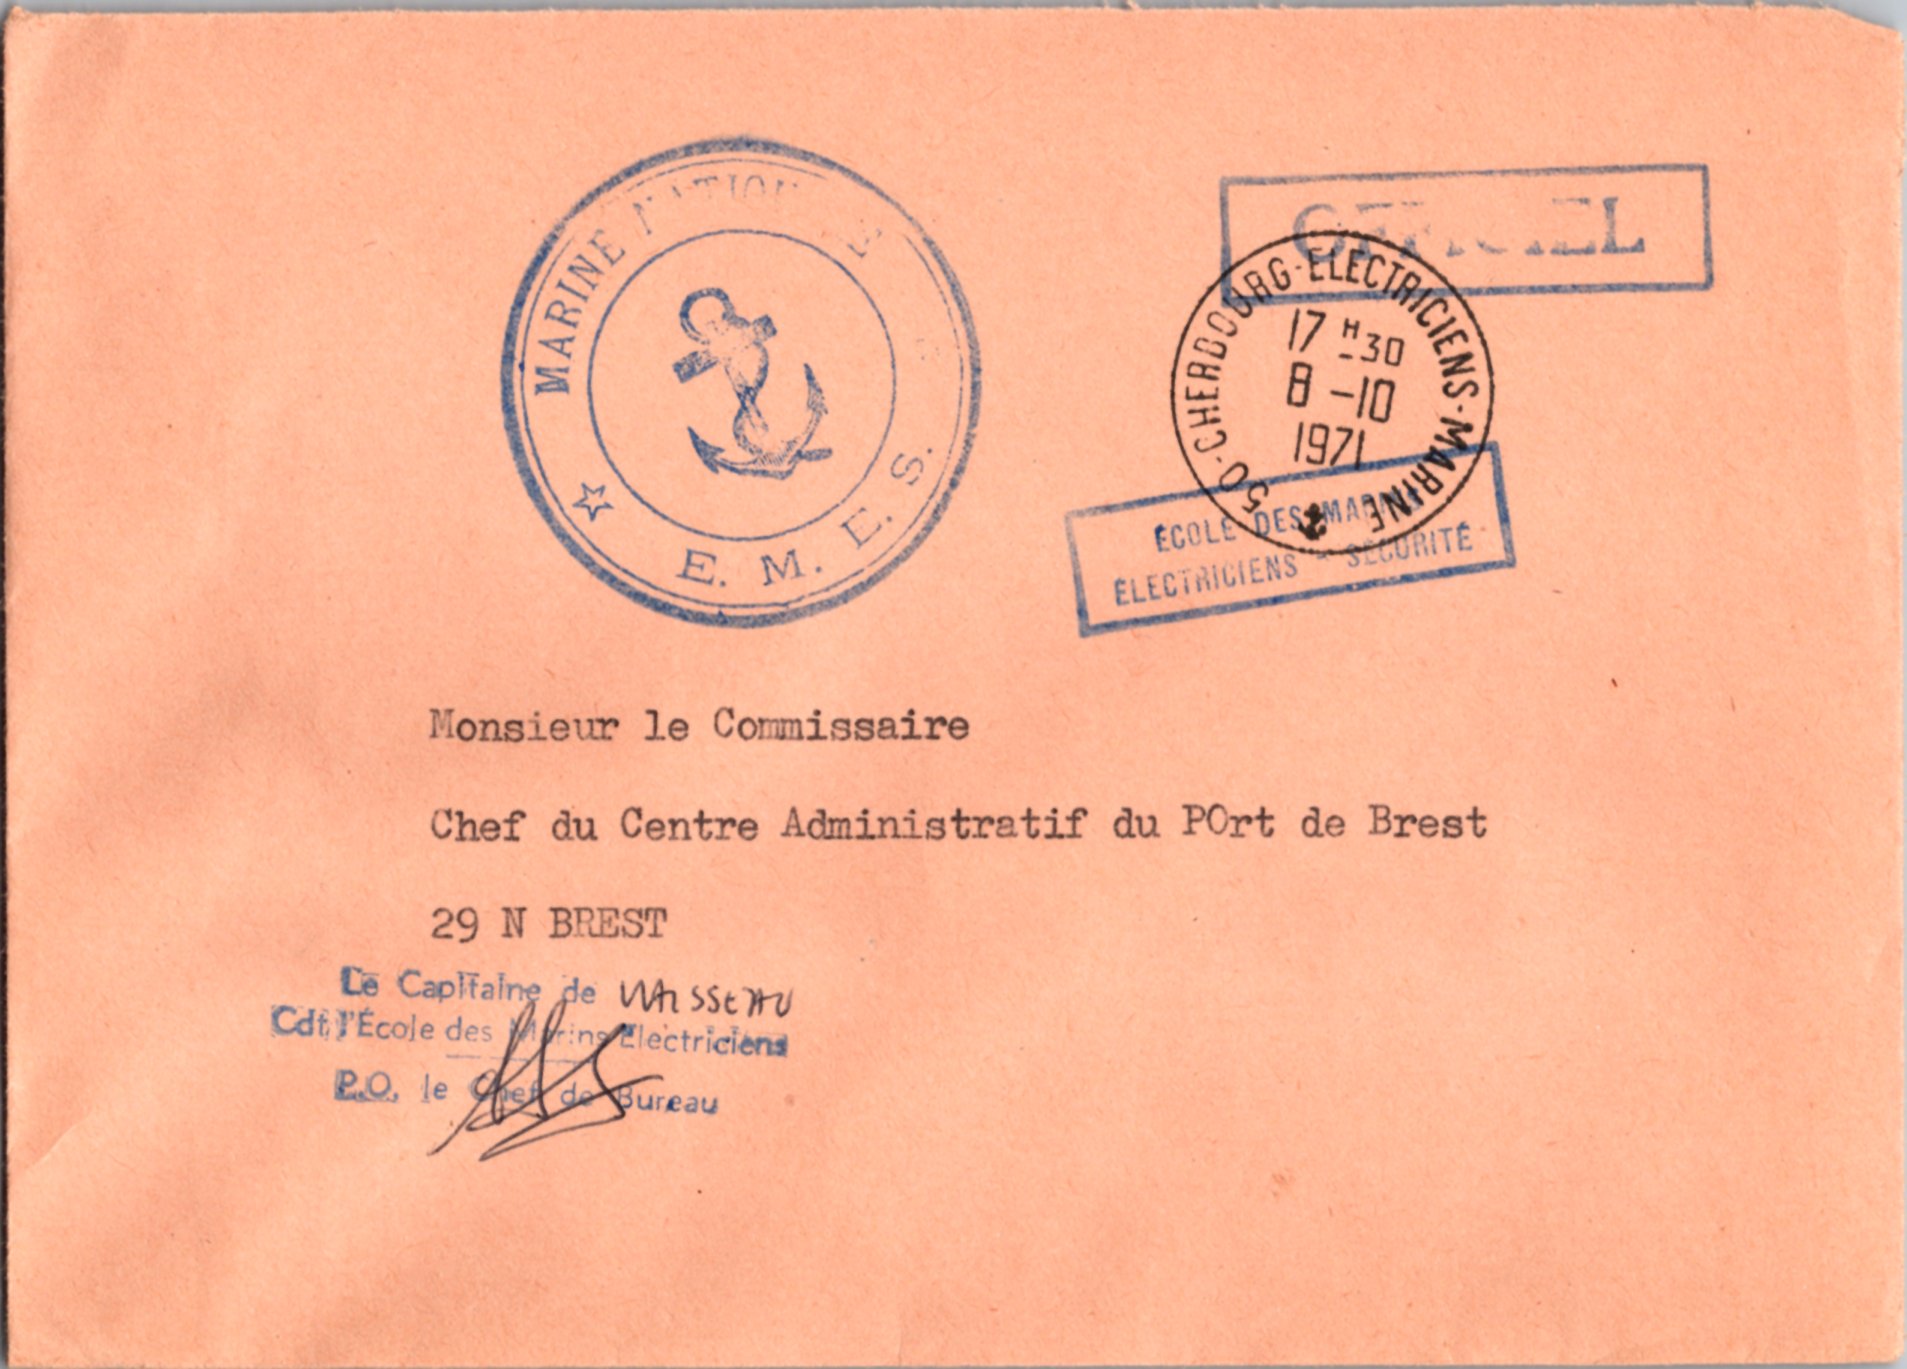 MARINE NATIONALE
E. M. E. S.
OFFICIEL
50-CHERBOURG-ELECTRICIENS-MARINE
17 H -30
8 -10
1971
ÉCOLE DES MARINS
ÉLECTRICIENS - SÉCURITÉ
Monsieur le Commissaire
Chef du Centre Administratif du POrt de Brest
29 N BREST
Le Capitaine de VAISSEAU
Cdt l'École des Marins Electriciens
P.O. le Chef de Bureau